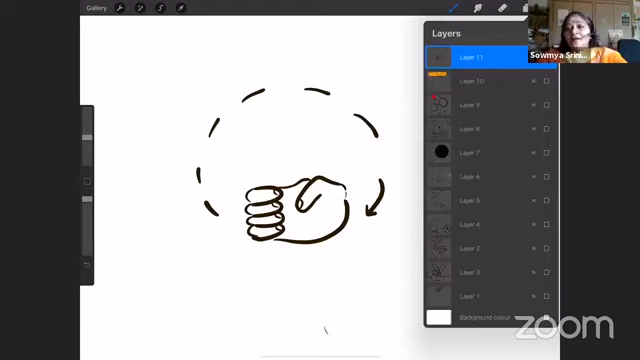 Gallery
Layers
Sowmya Srini...
Layer 11
Layer 10
N
Layer 9
N
Layer 8
N
Layer 7
N
Layer 6
N
Layer 5
N
Layer 4
N
Layer 2
N
Layer 3
N
Layer 1
N
Background colour
zoom